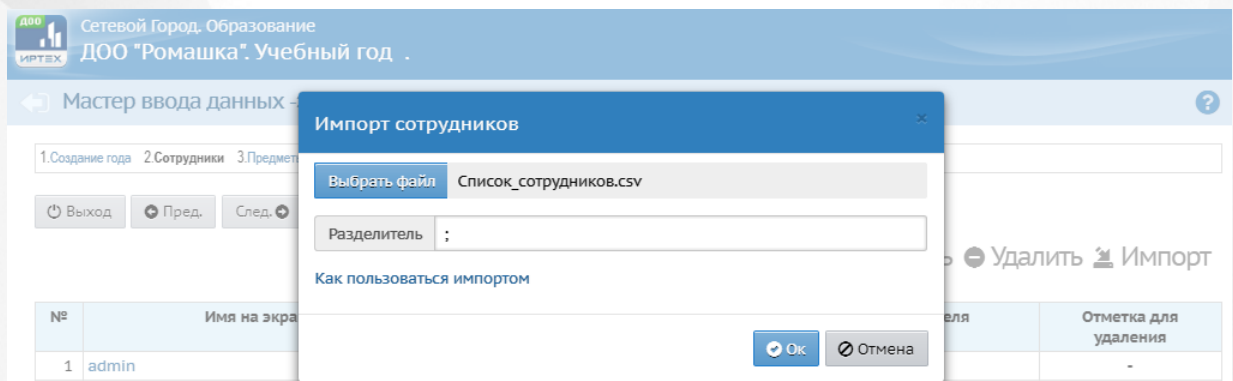 ДОО
ИРТЕХ
Сетевой Город. Образование
ДОО "Ромашка". Учебный год .
Мастер ввода данных -
?
Импорт сотрудников
×
1.Создание года 2.Сотрудники 3.Предмет
Выбрать файл Список_сотрудников.csv
Выход Пред. След.
Разделитель ;
ь Удалить Импорт
Как пользоваться импортом
№ Имя на экра еля Отметка для
удаления
Ок Отмена
1 admin -